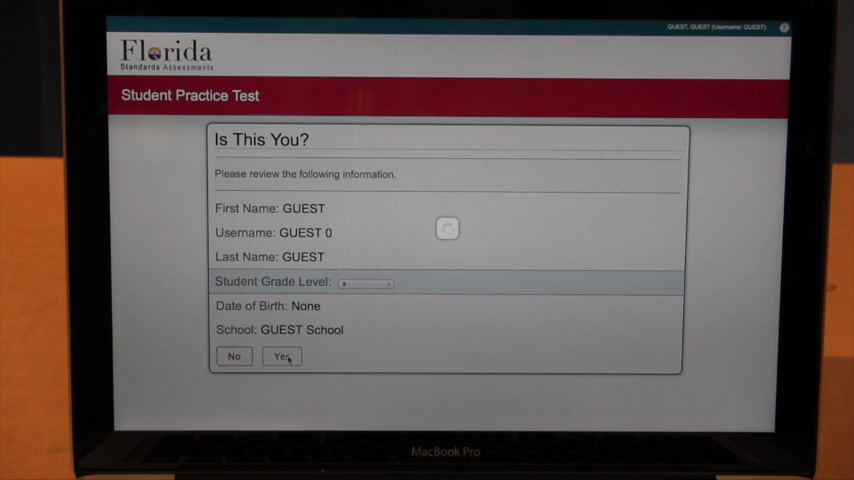 GUEST, GUEST (Username: GUEST)
?
Florida
Standards Assessments
Student Practice Test
Is This You?
Please review the following information.
First Name: GUEST
Username: GUEST 0
Last Name: GUEST
Student Grade Level:
Date of Birth: None
School: GUEST School
No Yes
MacBook Pro